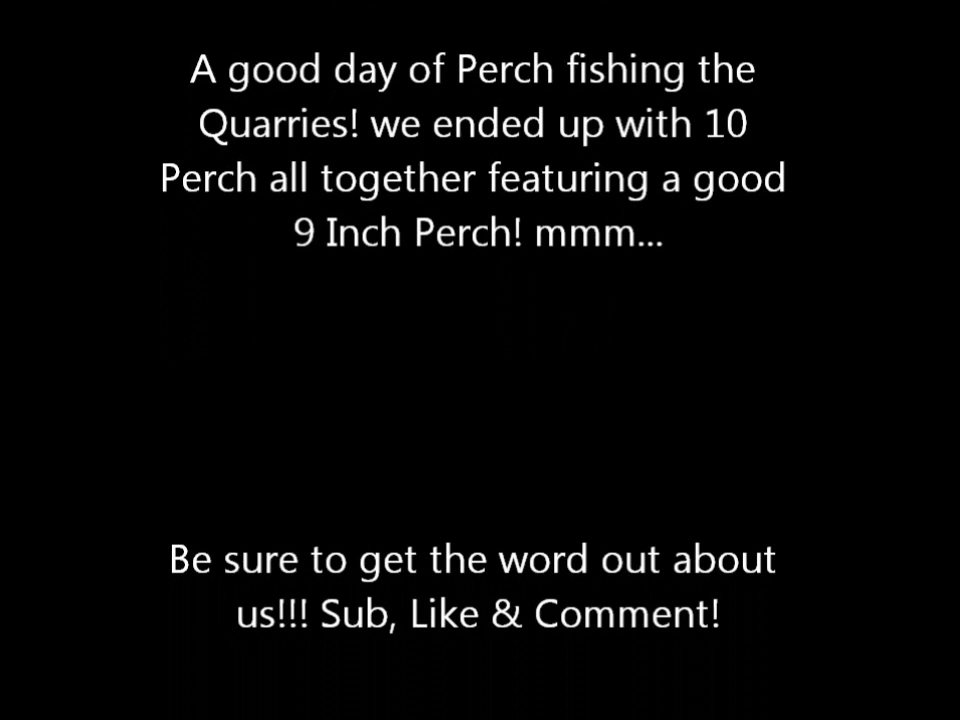 A good day of Perch fishing the
Quarries! we ended up with 10
Perch all together featuring a good
9 Inch Perch! mmm...
Be sure to get the word out about
us!!! Sub, Like & Comment!